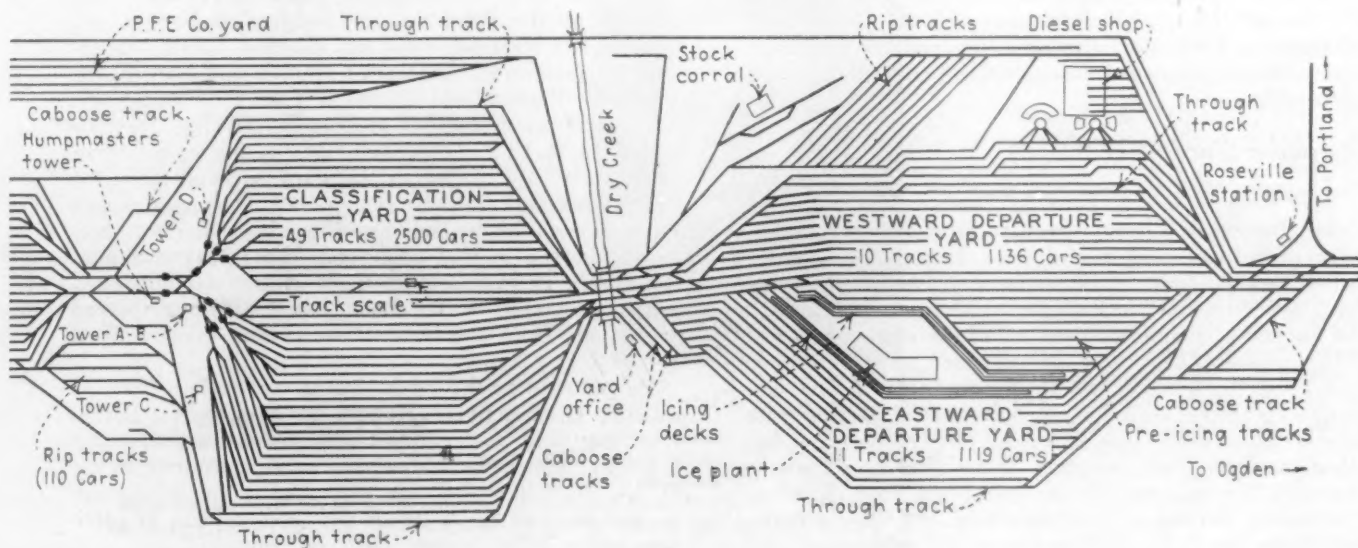 P.F.E Co. yard
Through track
Rip tracks
Diesel shop
Stock
corral
Caboose track
Humpmasters
tower
Through
track
Roseville
station
To Portland
Tower D
Dry Creek
CLASSIFICATION
YARD
49 Tracks 2500 Cars
WESTWARD DEPARTURE
YARD
10 Tracks 1136 Cars
Track scale
Tower A-B
Tower C
Yard
office
Icing
decks
Ice plant
EASTWARD
DEPARTURE YARD
11 Tracks 1119 Cars
Caboose track
Pre-icing tracks
Rip tracks
(110 Cars)
4
Caboose
tracks
To Ogden
Through track
Through track